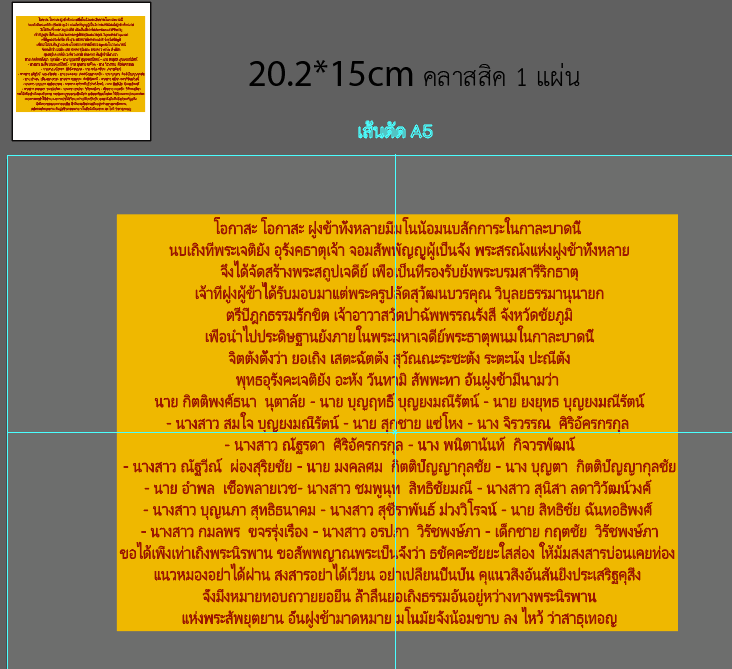 20.2*15cm คลาสสิค 1 แผ่น
เส้นตัด A5
โอกาสะ โอกาสะ ฝูงข้าทังหลายมีมโนน้อมนบสักการะในกาละบาดนี
นบเถิงทีพระเจติยัง อุรังคธาตุเจ้า จอมสัพพัญญูผู้เป็นจัง พระสรณังแห่งฝูงข้าทังหลาย
จึงได้จัดสร้างพระสถูปเจดีย์ เพือเป็นทีรองรับยังพระบรมสารีริกธาตุ
เจ้าทีฝูงผู้ข้าได้รับมอบมาแต่พระครูปลัดสุวัฒนบวรคุณ วิบุลยธรรมานุนายก
ตรีปิฎกธรรมรักขิต เจ้าอาวาสวัดปาฉัพพรรณรังสี จังหวัดชัยภูมิ
เพือนำไปประดิษฐานยังภายในพระมหาเจดีย์พระธาตุพนมในกาละบาดนี
จิตตังตังว่า ยอเถิง เสตะฉัตตัง สุวัณณะระชะตัง ระตะนัง ปะณีตัง
พุทธอุรังคะเจติยัง อะหัง วันทามิ สัพพะทา อันฝูงข้ามีนามว่า
นาย กิตติพงศ์ธนา นุตาลัย - นาย บุญฤทธิ์ บุญยงมณีรัตน์ - นาย ยงยุทธ บุญยงมณีรัตน์
- นางสาว สมใจ บุญยงมณีรัตน์ - นาย สุกชาย แซ่โหง - นาง จิรวรรณ ศิริอัครกรกุล
- นางสาว ณัฐรดา ศิริอัครกรกุล - นาง พนิตานันท์ กิจวรพัฒน์
- นางสาว ณัฐวีณ์ ผ่องสุริยชัย - นาย มงคลศม กิตติปัญญากุลชัย - นาง บุญตา กิตติปัญญากุลชัย
- นาย อำพล เชือพลายเวช- นางสาว ชมพูนุท สิทธิชัยมณี - นางสาว สุนิสา ลดาวิวัฒน์วงศ์
- นางสาว บุญนภา สุทธิธนาคม - นางสาว สุชีราพันธ์ ม่วงวิโรจน์ - นาย สิทธิชัย ฉันทอธิพงศ์
- นางสาว กมลพร ขจรรุ่งเรือง - นางสาว อรปภา วิรัชพงษ์ภา - เด็กชาย กฤตชัย วิรัชพงษ์ภา
ขอได้เพิงเท่าเถิงพระนิรพาน ขอสัพพญาณพระเป็นจังว่า ธชัคคะชัยยะใสส่อง ให้มัมสงสารบ่อนเคยท่อง
แนวหมองอย่าได้ผ่าน สงสารอย่าได้เวียน อย่าเปลียนปินปัน คุแนวสิงอันสันยิงประเสริฐคุสิง
จังมีงหมายทอบถวายยอยืน ล้าลืนยอเถิงธรรมอันอยู่หว่างทางพระนิรพาน
แห่งพระสัพยุตยาน อันฝูงข้ามาดหมาย มโนมัยจังน้อมขาบ ลง ไหว้ ว่าสาธุเทอญ